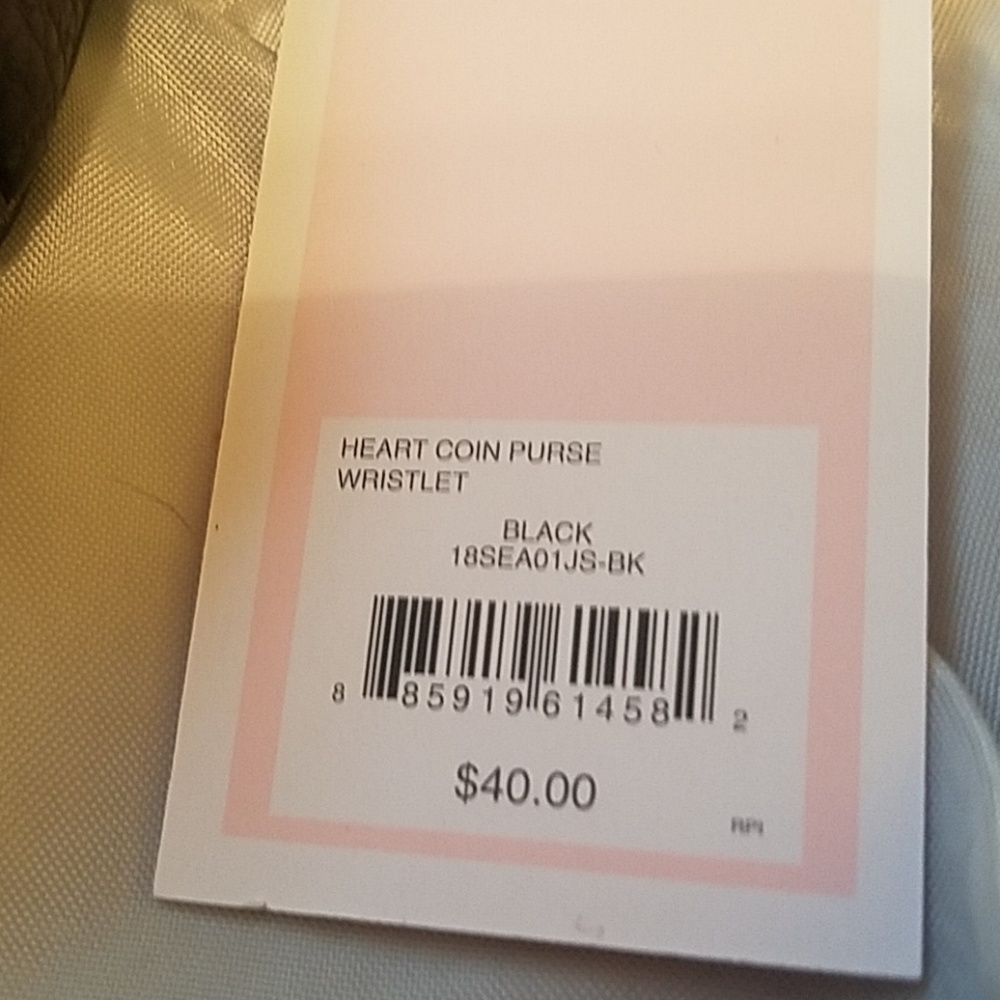 HEART COIN PURSE
WRISTLET
BLACK
18SEA01JS-BK
8 85919 61458 2
$40.00
RPI